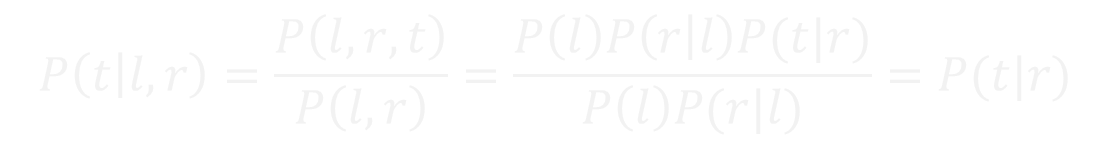 P(t|l, r) = P(l, r, t) / P(l, r) = P(l)P(r|l)P(t|r) / P(l)P(r|l) = P(t|r)